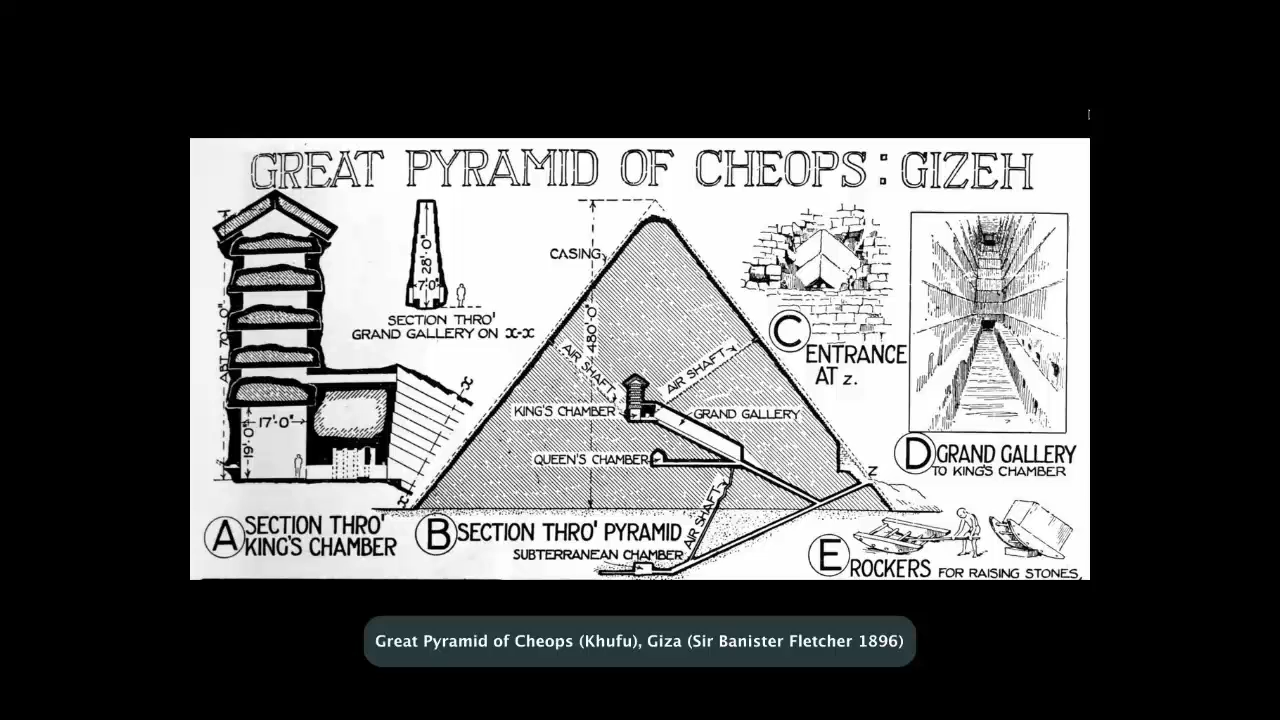 GREAT PYRAMID OF CHEOPS : GIZEH
ABT 70'.0"
19'.0"
17'.0"
x
x
A
SECTION THRO'
KING'S CHAMBER
28'.0"
7'.0"
SECTION THRO'
GRAND GALLERY ON x-x
CASING
480'.0"
AIR SHAFT
AIR SHAFT
KING'S CHAMBER
GRAND GALLERY
QUEEN'S CHAMBER
AIR SHAFT
Z
B
SECTION THRO' PYRAMID
SUBTERRANEAN CHAMBER
C
ENTRANCE
AT z.
D
GRAND GALLERY
TO KING'S CHAMBER
E
ROCKERS FOR RAISING STONES,
Great Pyramid of Cheops (Khufu), Giza (Sir Banister Fletcher 1896)